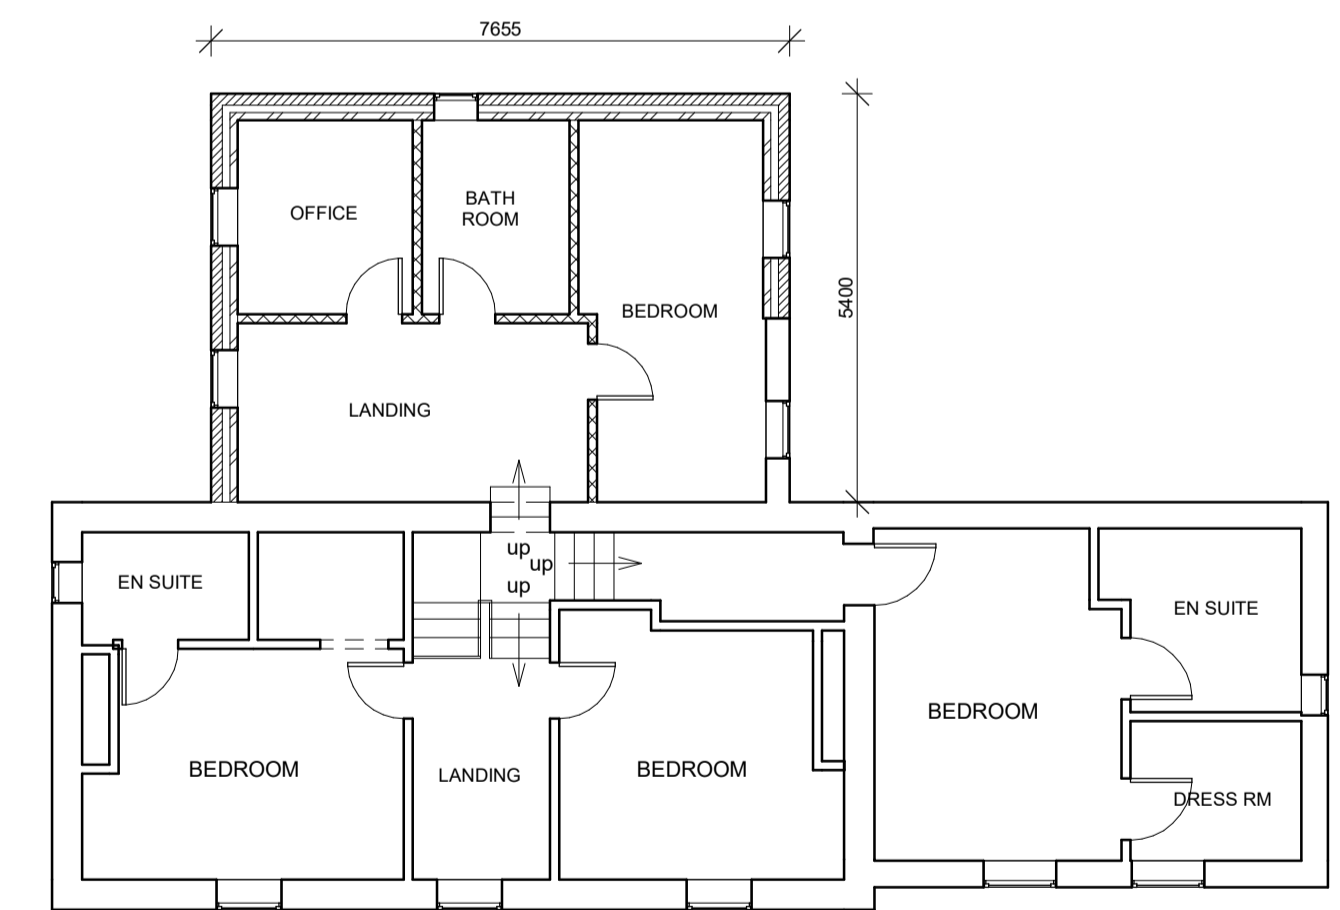 7655
5400
OFFICE
BATH
ROOM
BEDROOM
LANDING
up
up
up
EN SUITE
EN SUITE
BEDROOM
BEDROOM
LANDING
BEDROOM
DRESS RM